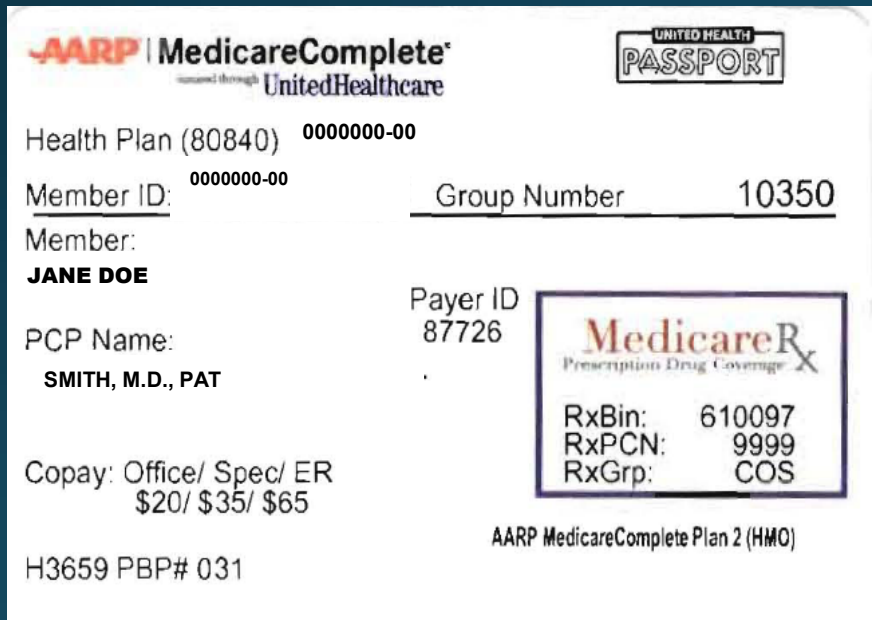 AARP | MedicareComplete
insured through UnitedHealthcare
UNITED HEALTH
PASSPORT
Health Plan (80840) 0000000-00
Member ID: 0000000-00 Group Number 10350
Member:
JANE DOE
Payer ID
87726
PCP Name:
SMITH, M.D., PAT
MedicareRx
Prescription Drug Coverage
RxBin: 610097
RxPCN: 9999
RxGrp: COS
Copay: Office/ Spec/ ER
$20/ $35/ $65
AARP MedicareComplete Plan 2 (HMO)
H3659 PBP# 031